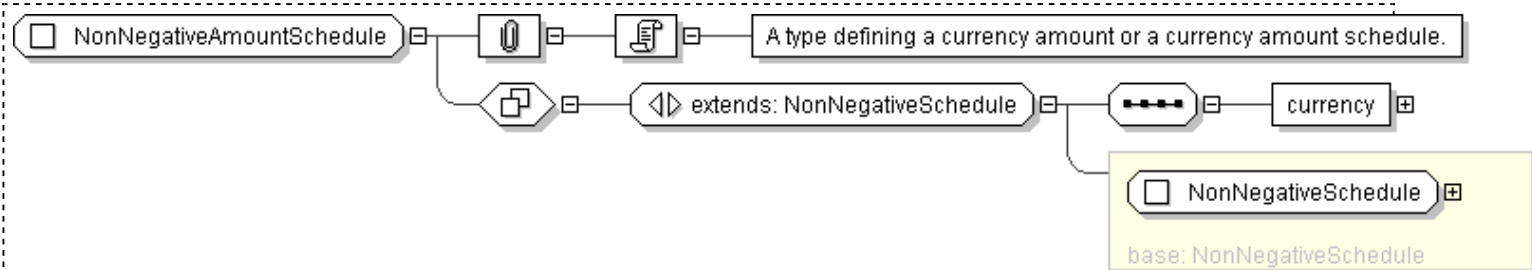 NonNegativeAmountSchedule
A type defining a currency amount or a currency amount schedule.
extends: NonNegativeSchedule
currency
NonNegativeSchedule
base: NonNegativeSchedule